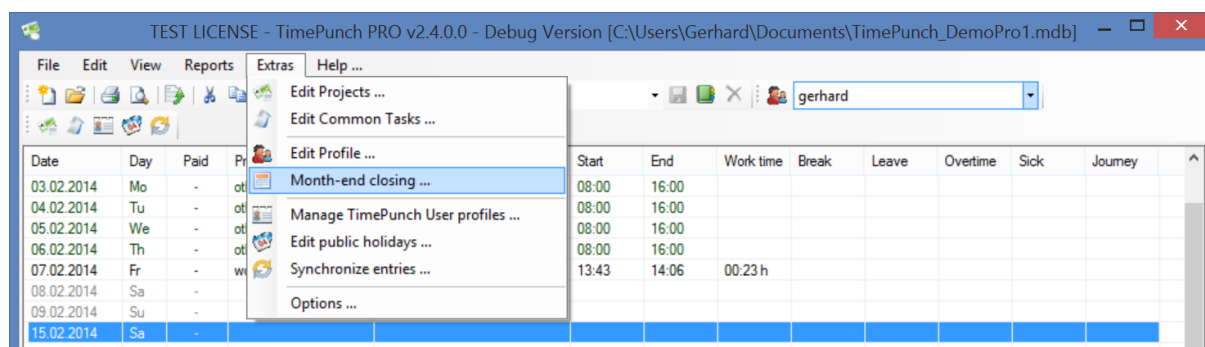 TEST LICENSE - TimePunch PRO v2.4.0.0 - Debug Version [C:\Users\Gerhard\Documents\TimePunch_DemoPro1.mdb]
File Edit View Reports Extras Help ...
Edit Projects ...
gerhard
Edit Common Tasks ...
Edit Profile ...
Month-end closing ...
Manage TimePunch User profiles ...
Edit public holidays ...
Synchronize entries ...
Options ...
Date Day Paid Start End Work time Break Leave Overtime Sick Journey
03.02.2014 Mo - 08:00 16:00
04.02.2014 Tu - 08:00 16:00
05.02.2014 We - 08:00 16:00
06.02.2014 Th - 08:00 16:00
07.02.2014 Fr - 13:43 14:06 00:23 h
08.02.2014 Sa -
09.02.2014 Su -
15.02.2014 Sa -